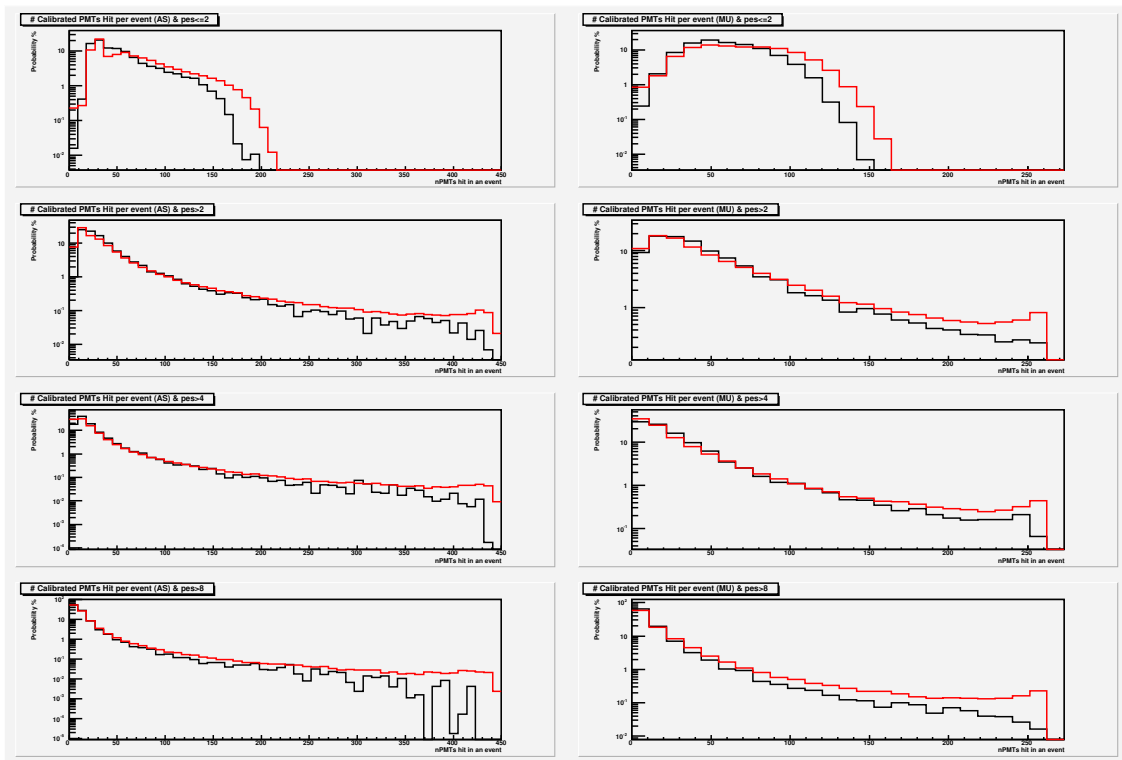 # Calibrated PMTs Hit per event (AS) & pes<=2
Probability %
10
1
10⁻¹
10⁻²
0 50 100 150 200 250 300 350 400 450
nPMTs hit in an event
# Calibrated PMTs Hit per event (MU) & pes<=2
Probability %
10
1
10⁻¹
10⁻²
0 50 100 150 200 250
nPMTs hit in an event
# Calibrated PMTs Hit per event (AS) & pes>2
Probability %
10
1
10⁻¹
10⁻²
0 50 100 150 200 250 300 350 400 450
nPMTs hit in an event
# Calibrated PMTs Hit per event (MU) & pes>2
Probability %
10
1
0 50 100 150 200 250
nPMTs hit in an event
# Calibrated PMTs Hit per event (AS) & pes>4
Probability %
10
1
10⁻¹
10⁻²
10⁻³
10⁻⁴
0 50 100 150 200 250 300 350 400 450
nPMTs hit in an event
# Calibrated PMTs Hit per event (MU) & pes>4
Probability %
10
1
10⁻¹
0 50 100 150 200 250
nPMTs hit in an event
# Calibrated PMTs Hit per event (AS) & pes>8
Probability %
10²
10
1
10⁻¹
10⁻²
0 50 100 150 200 250 300 350 400 450
nPMTs hit in an event
# Calibrated PMTs Hit per event (MU) & pes>8
Probability %
10²
10
1
10⁻¹
10⁻²
0 50 100 150 200 250
nPMTs hit in an event